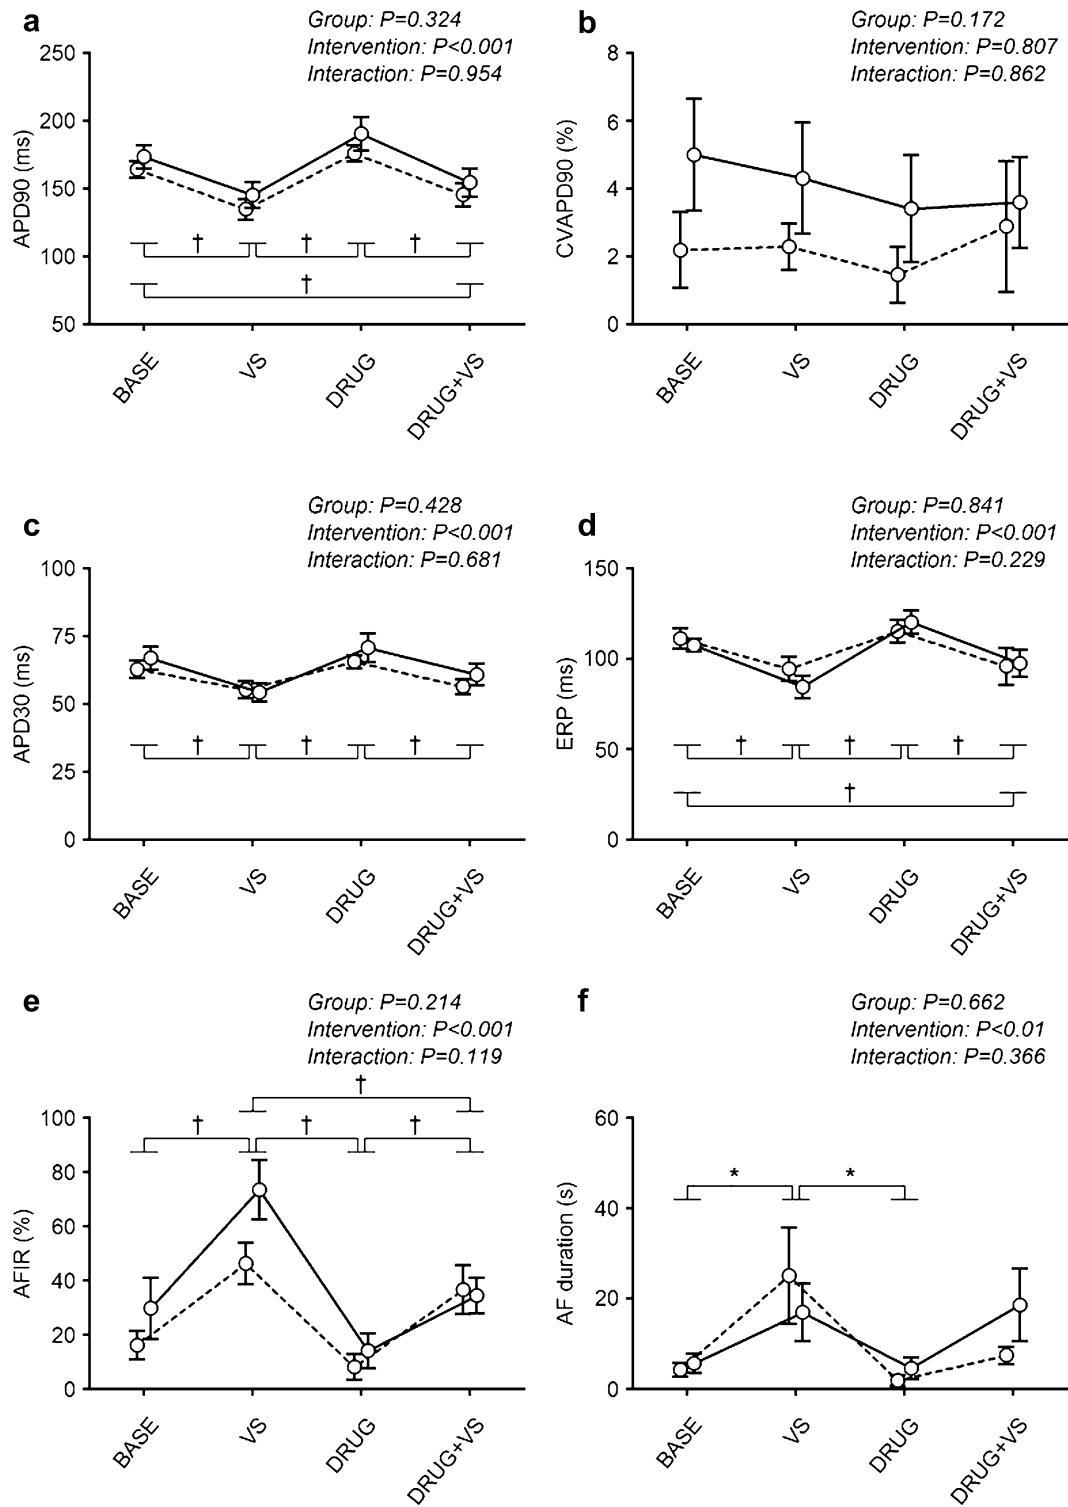 a
Group: P=0.324
Intervention: P<0.001
Interaction: P=0.954
250
200
150
100
50
APD90 (ms)
†
†
†
†
BASE
VS
DRUG
DRUG+VS
b
Group: P=0.172
Intervention: P=0.807
Interaction: P=0.862
8
6
4
2
0
CVAPD90 (%)
BASE
VS
DRUG
DRUG+VS
c
Group: P=0.428
Intervention: P<0.001
Interaction: P=0.681
100
75
50
25
0
APD30 (ms)
†
†
†
BASE
VS
DRUG
DRUG+VS
d
Group: P=0.841
Intervention: P<0.001
Interaction: P=0.229
150
100
50
0
ERP (ms)
†
†
†
†
BASE
VS
DRUG
DRUG+VS
e
Group: P=0.214
Intervention: P<0.001
Interaction: P=0.119
†
†
†
†
100
80
60
40
20
0
AFIR (%)
BASE
VS
DRUG
DRUG+VS
f
Group: P=0.662
Intervention: P<0.01
Interaction: P=0.366
60
40
20
0
AF duration (s)
*
*
BASE
VS
DRUG
DRUG+VS